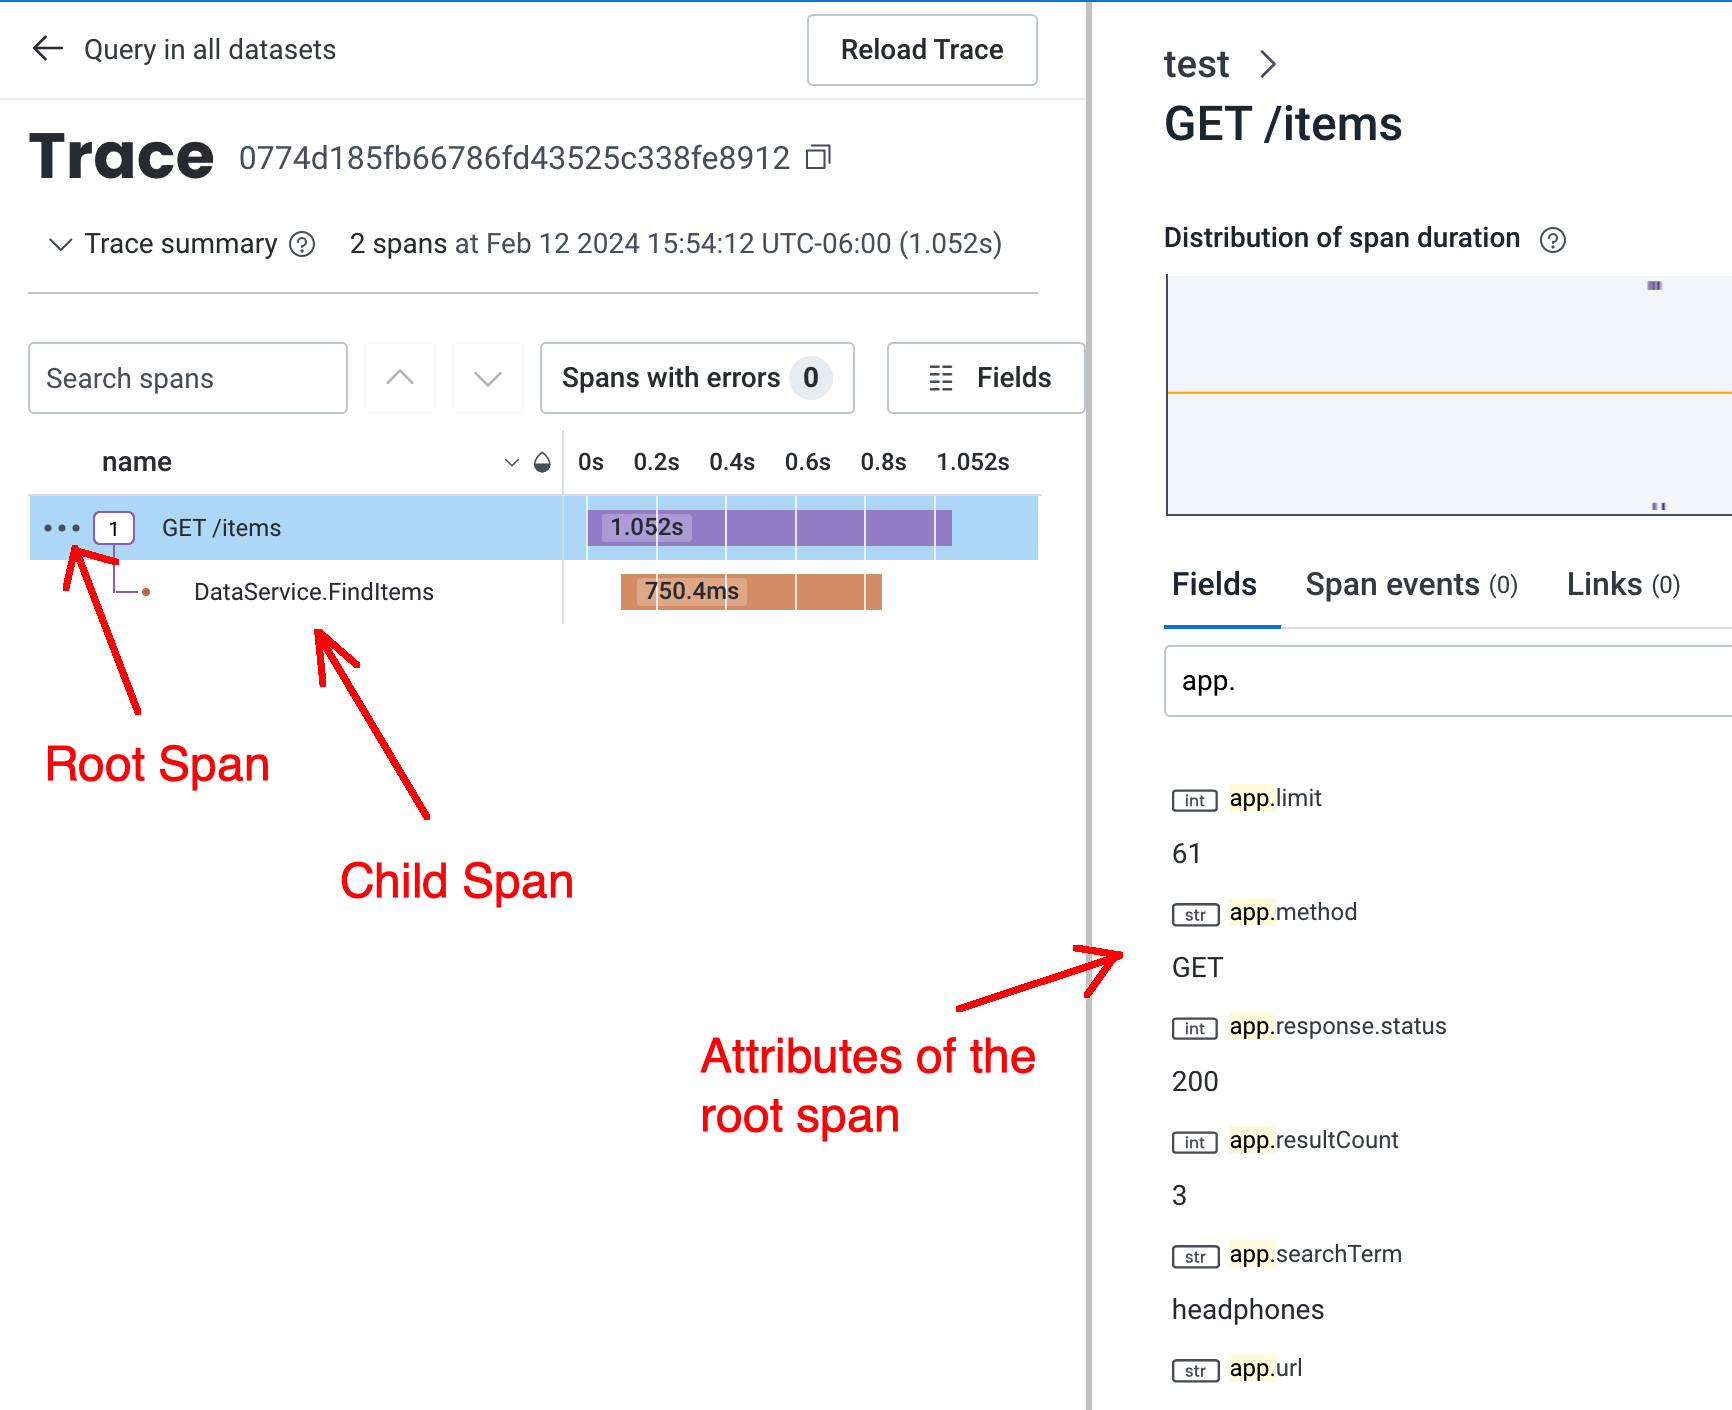 Query in all datasets
Reload Trace
Trace 0774d185fb66786fd43525c338fe8912
Trace summary 2 spans at Feb 12 2024 15:54:12 UTC-06:00 (1.052s)
Search spans
Spans with errors 0
Fields
name
0s 0.2s 0.4s 0.6s 0.8s 1.052s
1 GET /items 1.052s
DataService.FindItems 750.4ms
Root Span
Child Span
Attributes of the
root span
test
GET /items
Distribution of span duration
Fields Span events (0) Links (0)
app.
int app.limit
61
str app.method
GET
int app.response.status
200
int app.resultCount
3
str app.searchTerm
headphones
str app.url